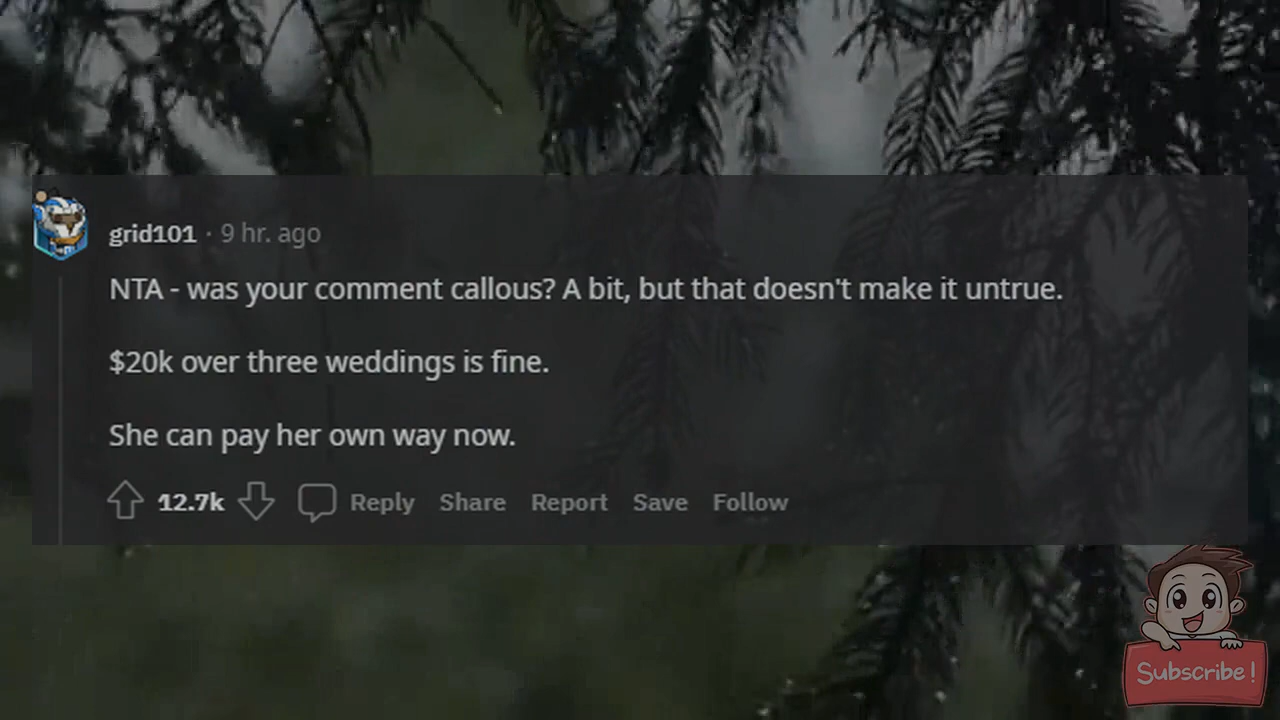 grid101 · 9 hr. ago
NTA - was your comment callous? A bit, but that doesn't make it untrue.
$20k over three weddings is fine.
She can pay her own way now.
12.7k Reply Share Report Save Follow
Subscribe!